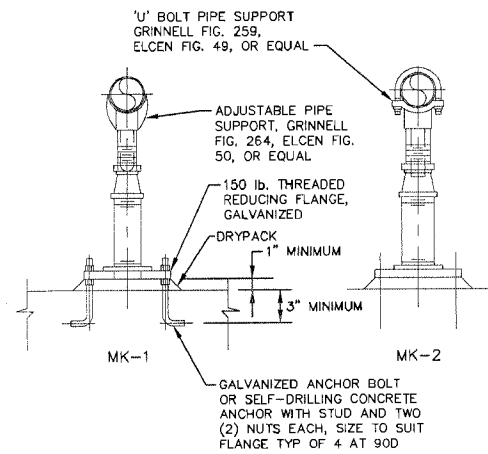 'U' BOLT PIPE SUPPORT
GRINNELL FIG. 259,
ELCEN FIG. 49, OR EQUAL
ADJUSTABLE PIPE
SUPPORT, GRINNELL
FIG. 264, ELCEN FIG.
50, OR EQUAL
150 lb. THREADED
REDUCING FLANGE,
GALVANIZED
DRYPACK
1" MINIMUM
3" MINIMUM
MK-1
MK-2
GALVANIZED ANCHOR BOLT
OR SELF-DRILLING CONCRETE
ANCHOR WITH STUD AND TWO
(2) NUTS EACH, SIZE TO SUIT
FLANGE TYP OF 4 AT 90D